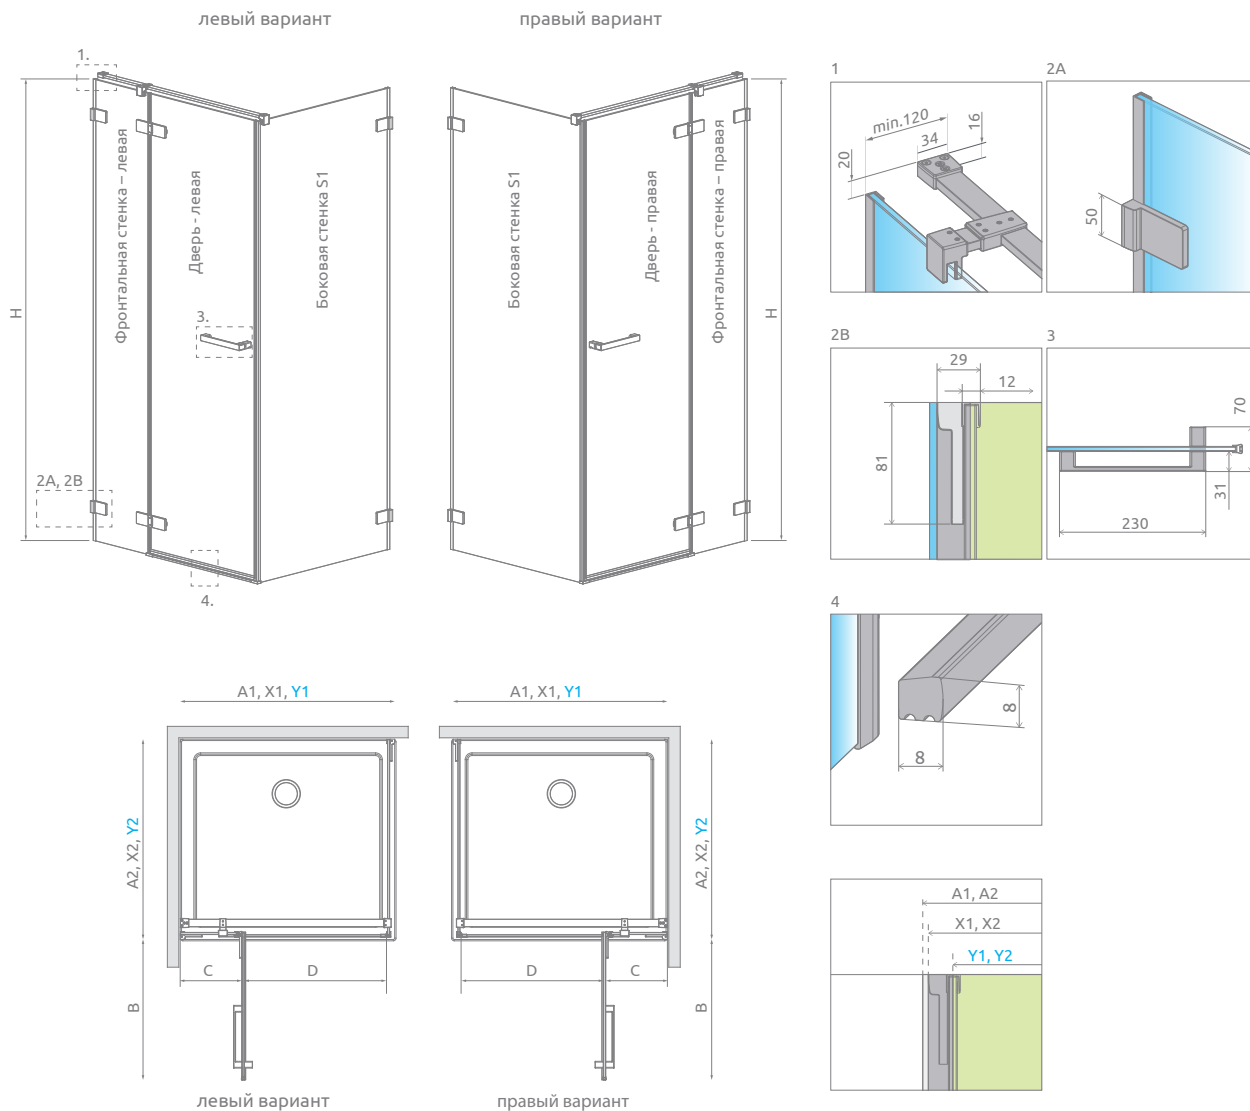 левый вариант
правый вариант
1.
H
Фронтальная стенка – левая
Дверь - левая
Боковая стенка S1
3.
2A, 2B
4.
Боковая стенка S1
Дверь - правая
Фронтальная стенка – правая
H
1
min.120
34
16
20
2A
50
2B
29
12
81
3
70
31
230
4
8
8
A1, X1, Y1
A2, X2, Y2
C
D
B
левый вариант
A1, X1, Y1
A2, X2, Y2
D
C
B
правый вариант
A1, A2
X1, X2
Y1, Y2